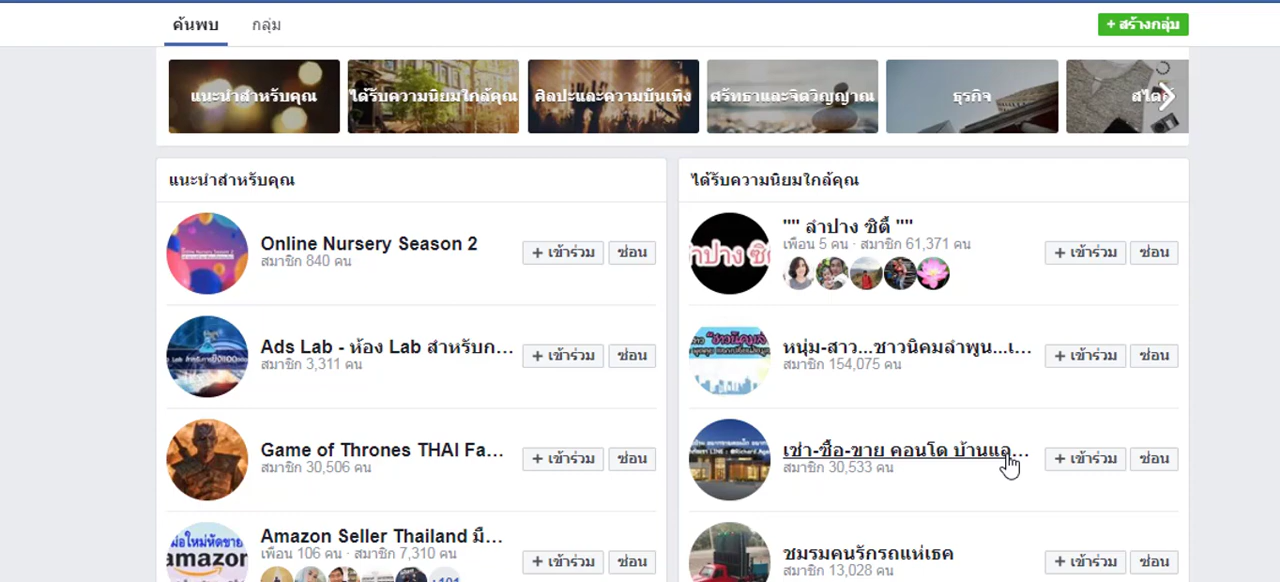 ค้นพบ
กลุ่ม
+ สร้างกลุ่ม
แนะนำสำหรับคุณ
ได้รับความนิยมใกล้คุณ
ศิลปะและความบันเทิง
ศรัทธาและจิตวิญญาณ
ธุรกิจ
แนะนำสำหรับคุณ
Online Nursery Season 2
Online Nursery Season 2
สมาชิก 840 คน
+ เข้าร่วม
ซ่อน
Ads Lab - ห้อง Lab สำหรับก...
สมาชิก 3,311 คน
+ เข้าร่วม
ซ่อน
Game of Thrones THAI Fa...
สมาชิก 30,506 คน
+ เข้าร่วม
ซ่อน
amazon
Amazon Seller Thailand มื...
เพื่อน 106 คน · สมาชิก 7,310 คน
+ เข้าร่วม
ซ่อน
ได้รับความนิยมใกล้คุณ
"" ลำปาง ซิตี้ ""
เพื่อน 5 คน · สมาชิก 61,371 คน
+ เข้าร่วม
ซ่อน
หนุ่ม-สาว...ชาวนิคมลำพูน...เ...
สมาชิก 154,075 คน
+ เข้าร่วม
ซ่อน
เช่า-ซื้อ-ขาย คอนโด บ้านแล...
สมาชิก 30,533 คน
+ เข้าร่วม
ซ่อน
ชมรมคนรักรถแห่เธค
สมาชิก 13,028 คน
+ เข้าร่วม
ซ่อน